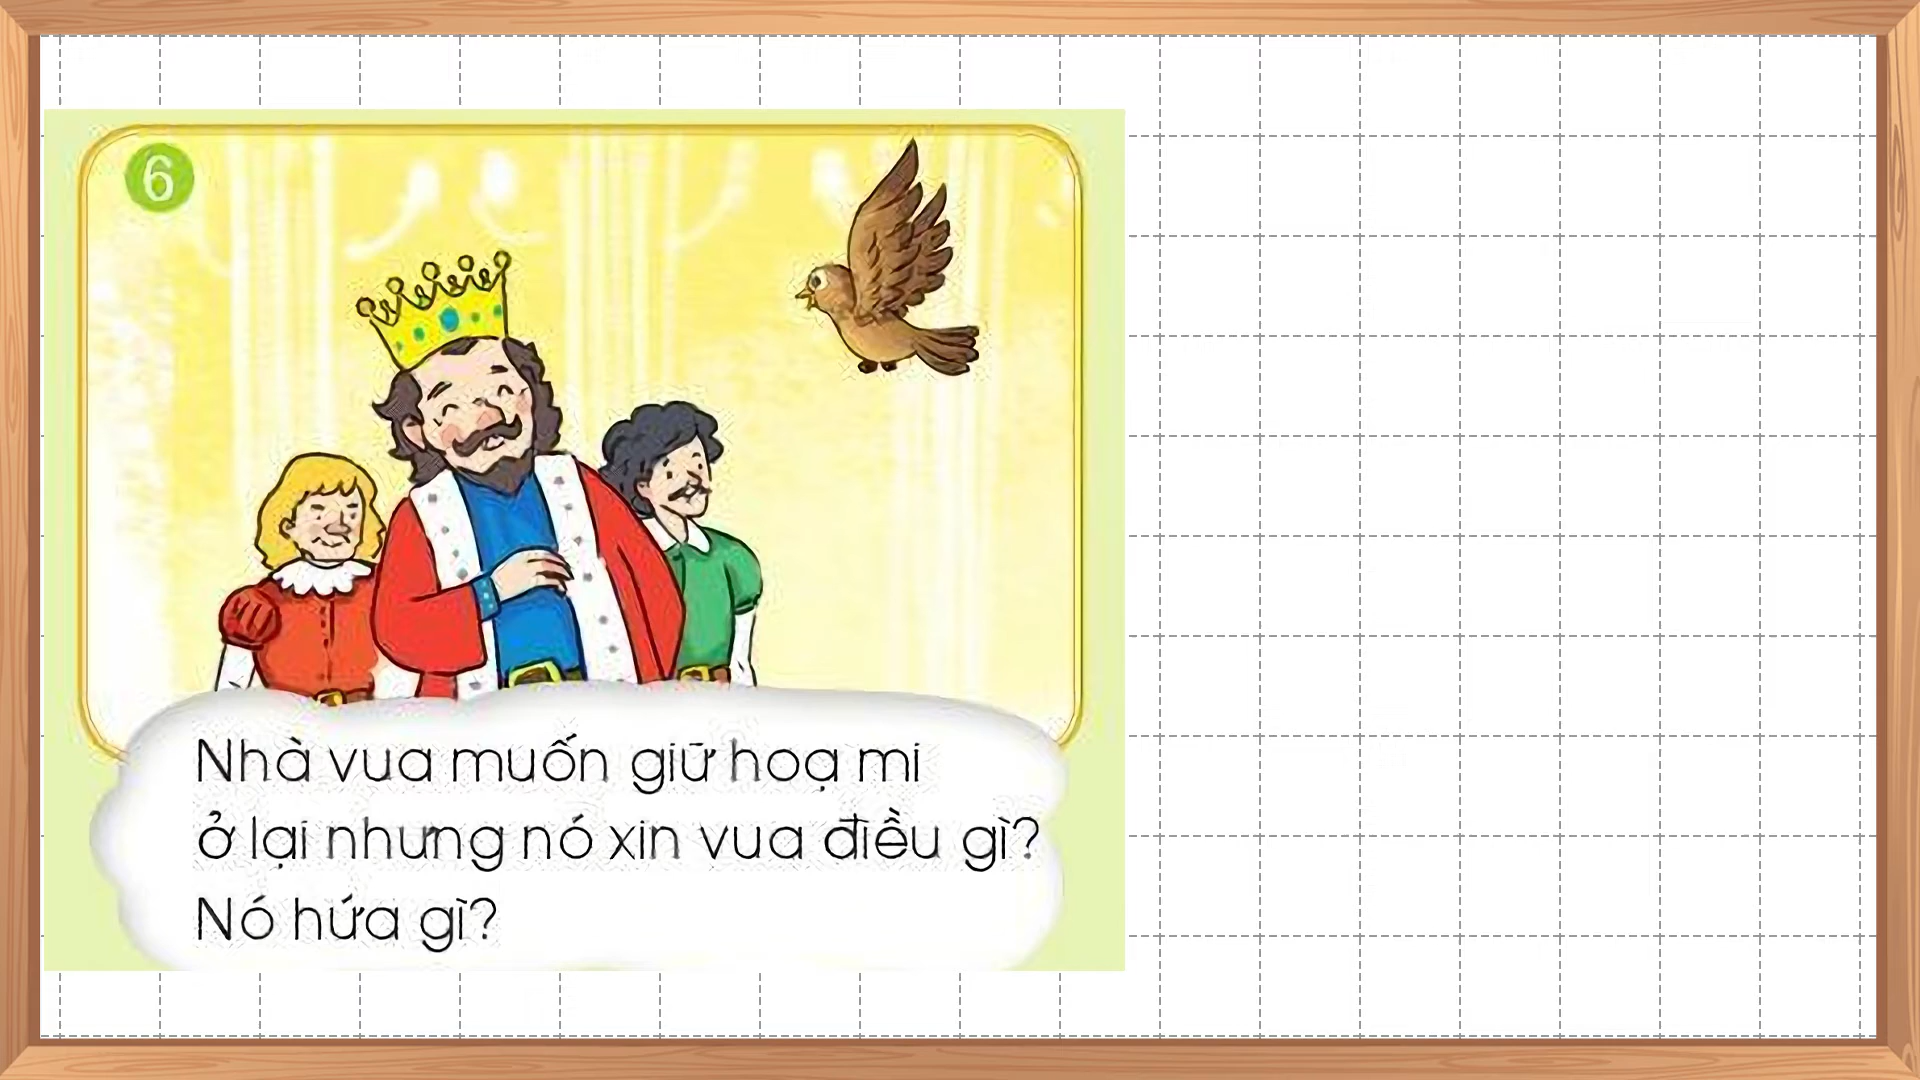 6
Nhà vua muốn giữ hoạ mi
ở lại nhưng nó xin vua điều gì?
Nó hứa gì?